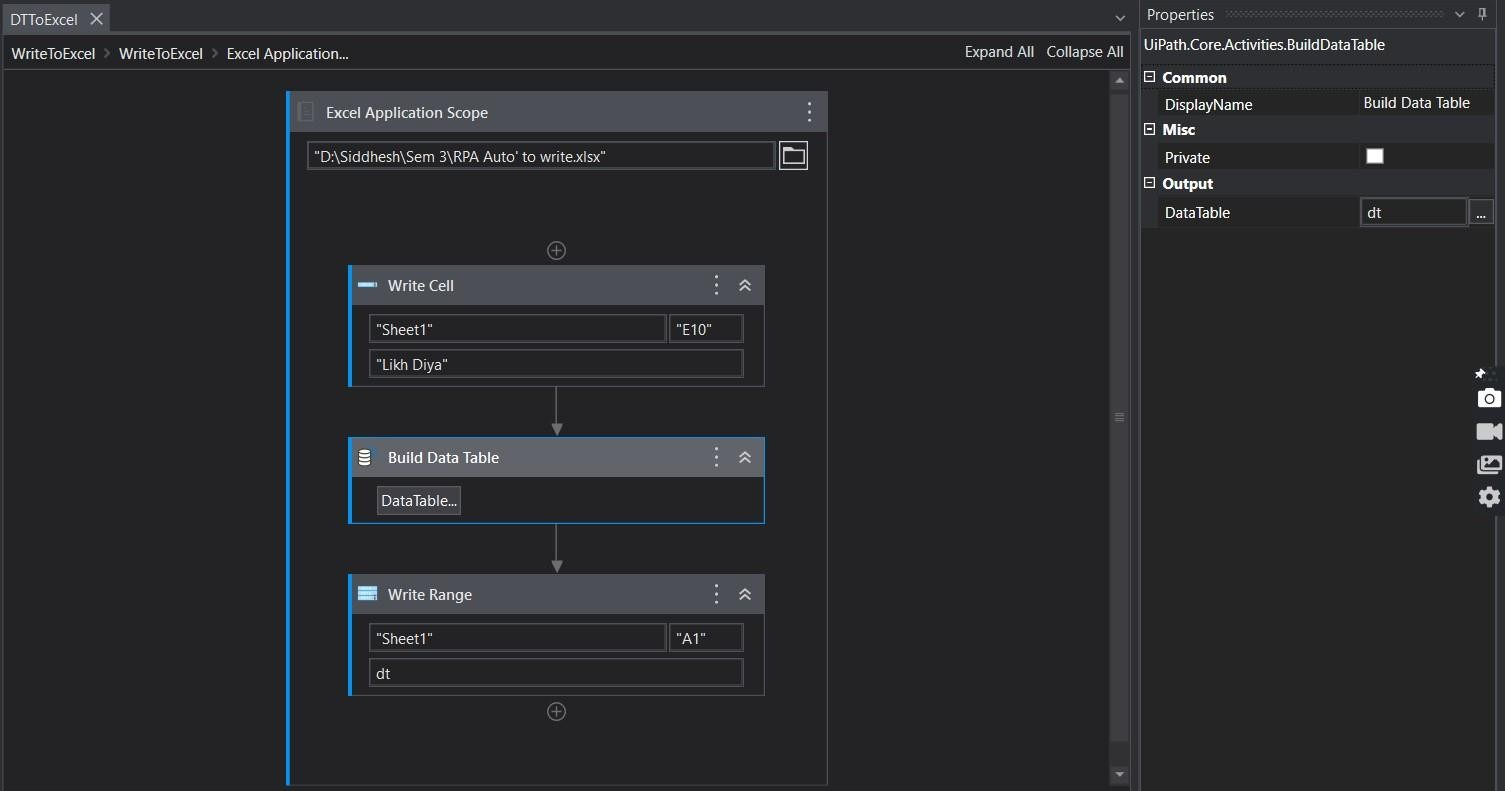 DTToExcel
WriteToExcel > WriteToExcel > Excel Application...
Expand All Collapse All
Excel Application Scope
"D:\Siddhesh\Sem 3\RPA Auto' to write.xlsx"
Write Cell
"Sheet1" "E10"
"Likh Diya"
Build Data Table
DataTable...
Write Range
"Sheet1" "A1"
dt
Properties
UiPath.Core.Activities.BuildDataTable
Common
DisplayName Build Data Table
Misc
Private
Output
DataTable dt ...